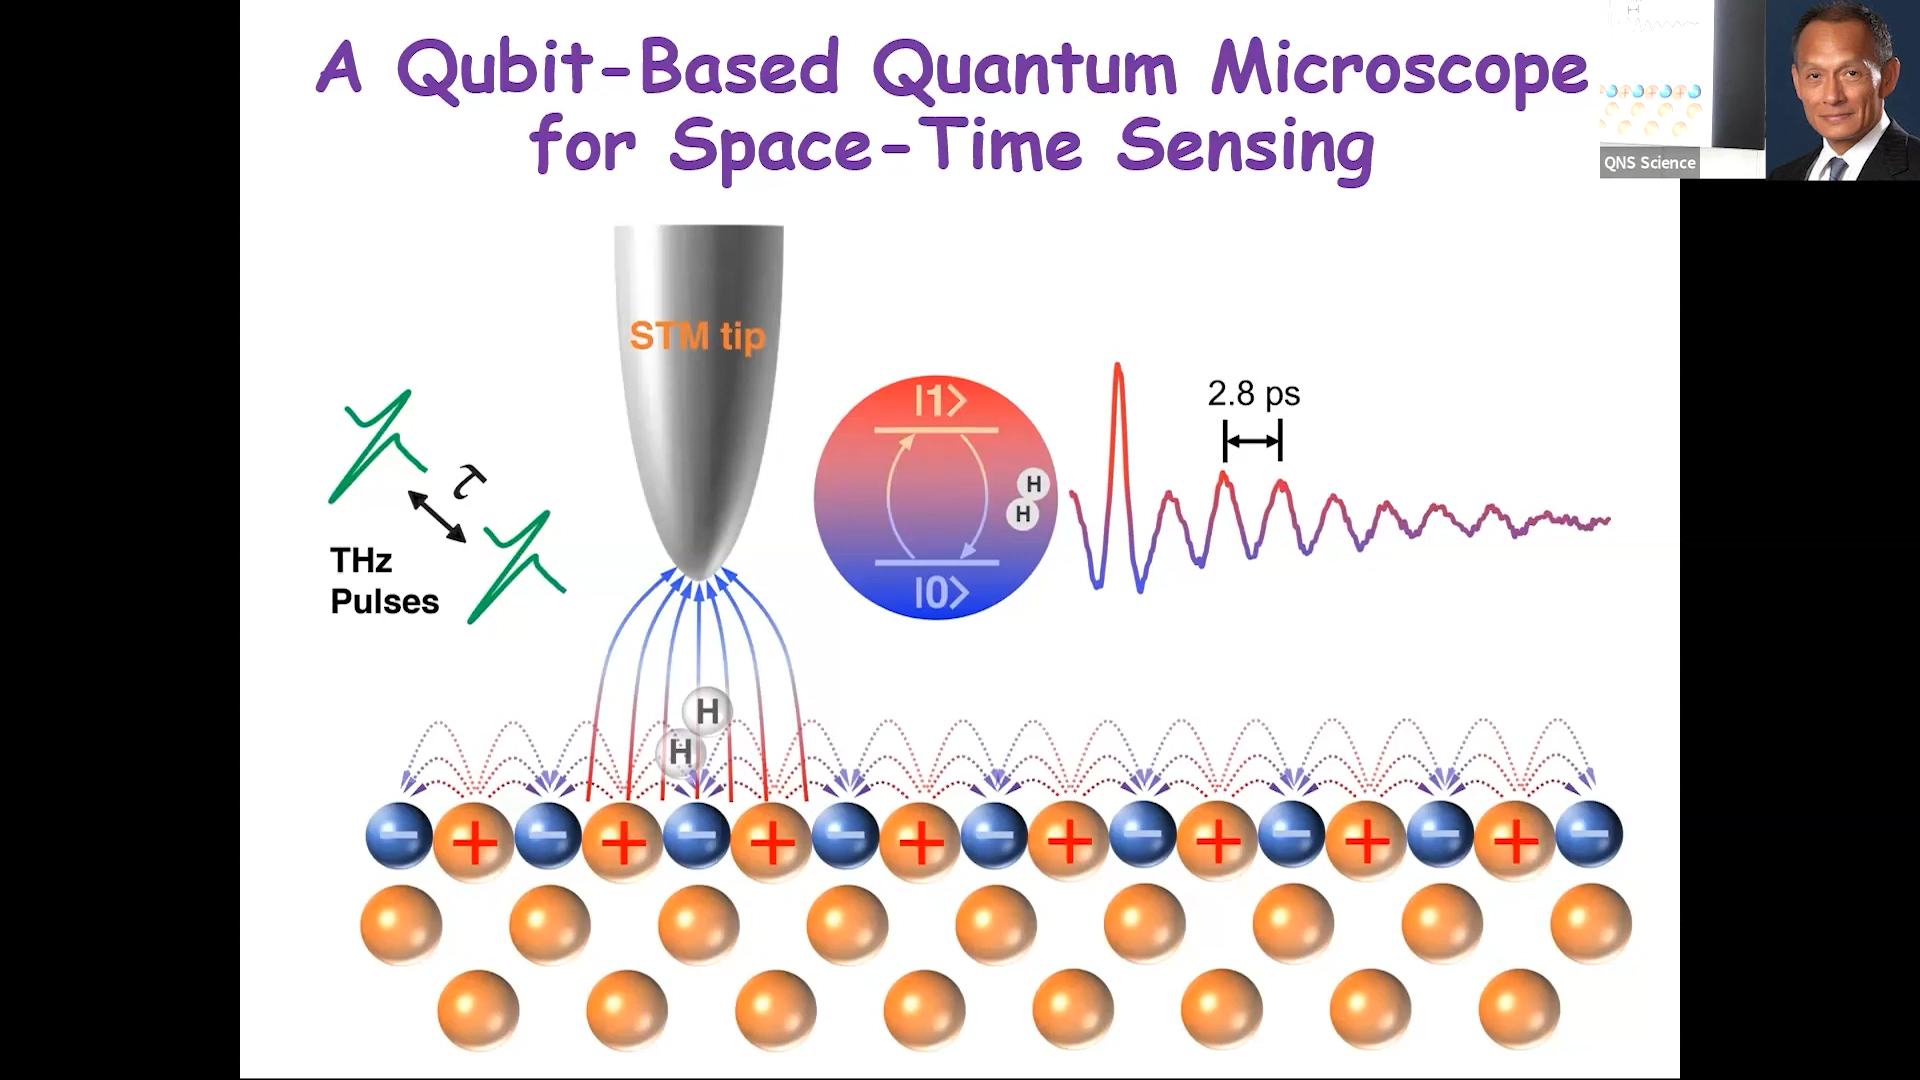 A Qubit-Based Quantum Microscope
for Space-Time Sensing
QNS Science
STM tip
|1>
|0>
H
H
2.8 ps
τ
THz
Pulses
H
H
− + − + − + − + − + − + − + − + −